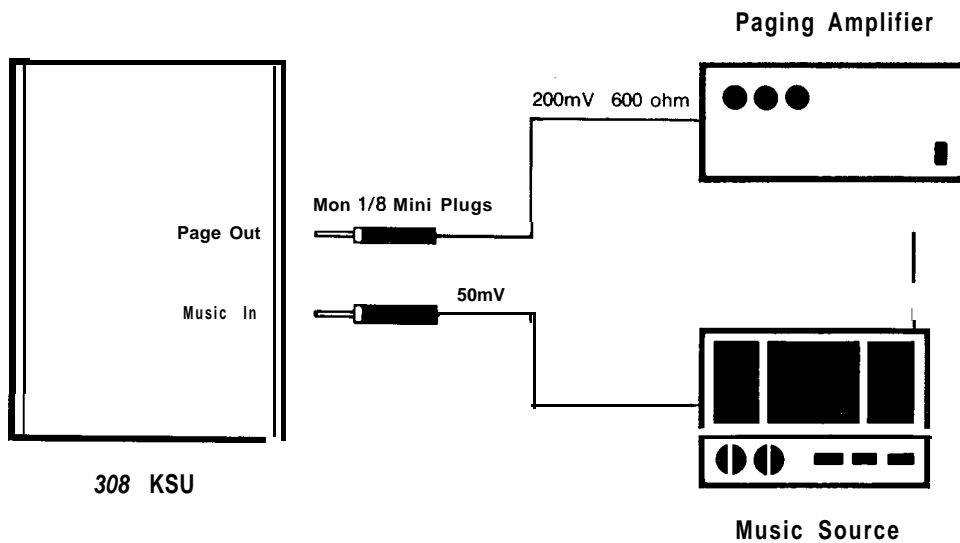 Paging Amplifier
200mV 600 ohm
Mon 1/8 Mini Plugs
Page Out
50mV
Music In
308 KSU
Music Source